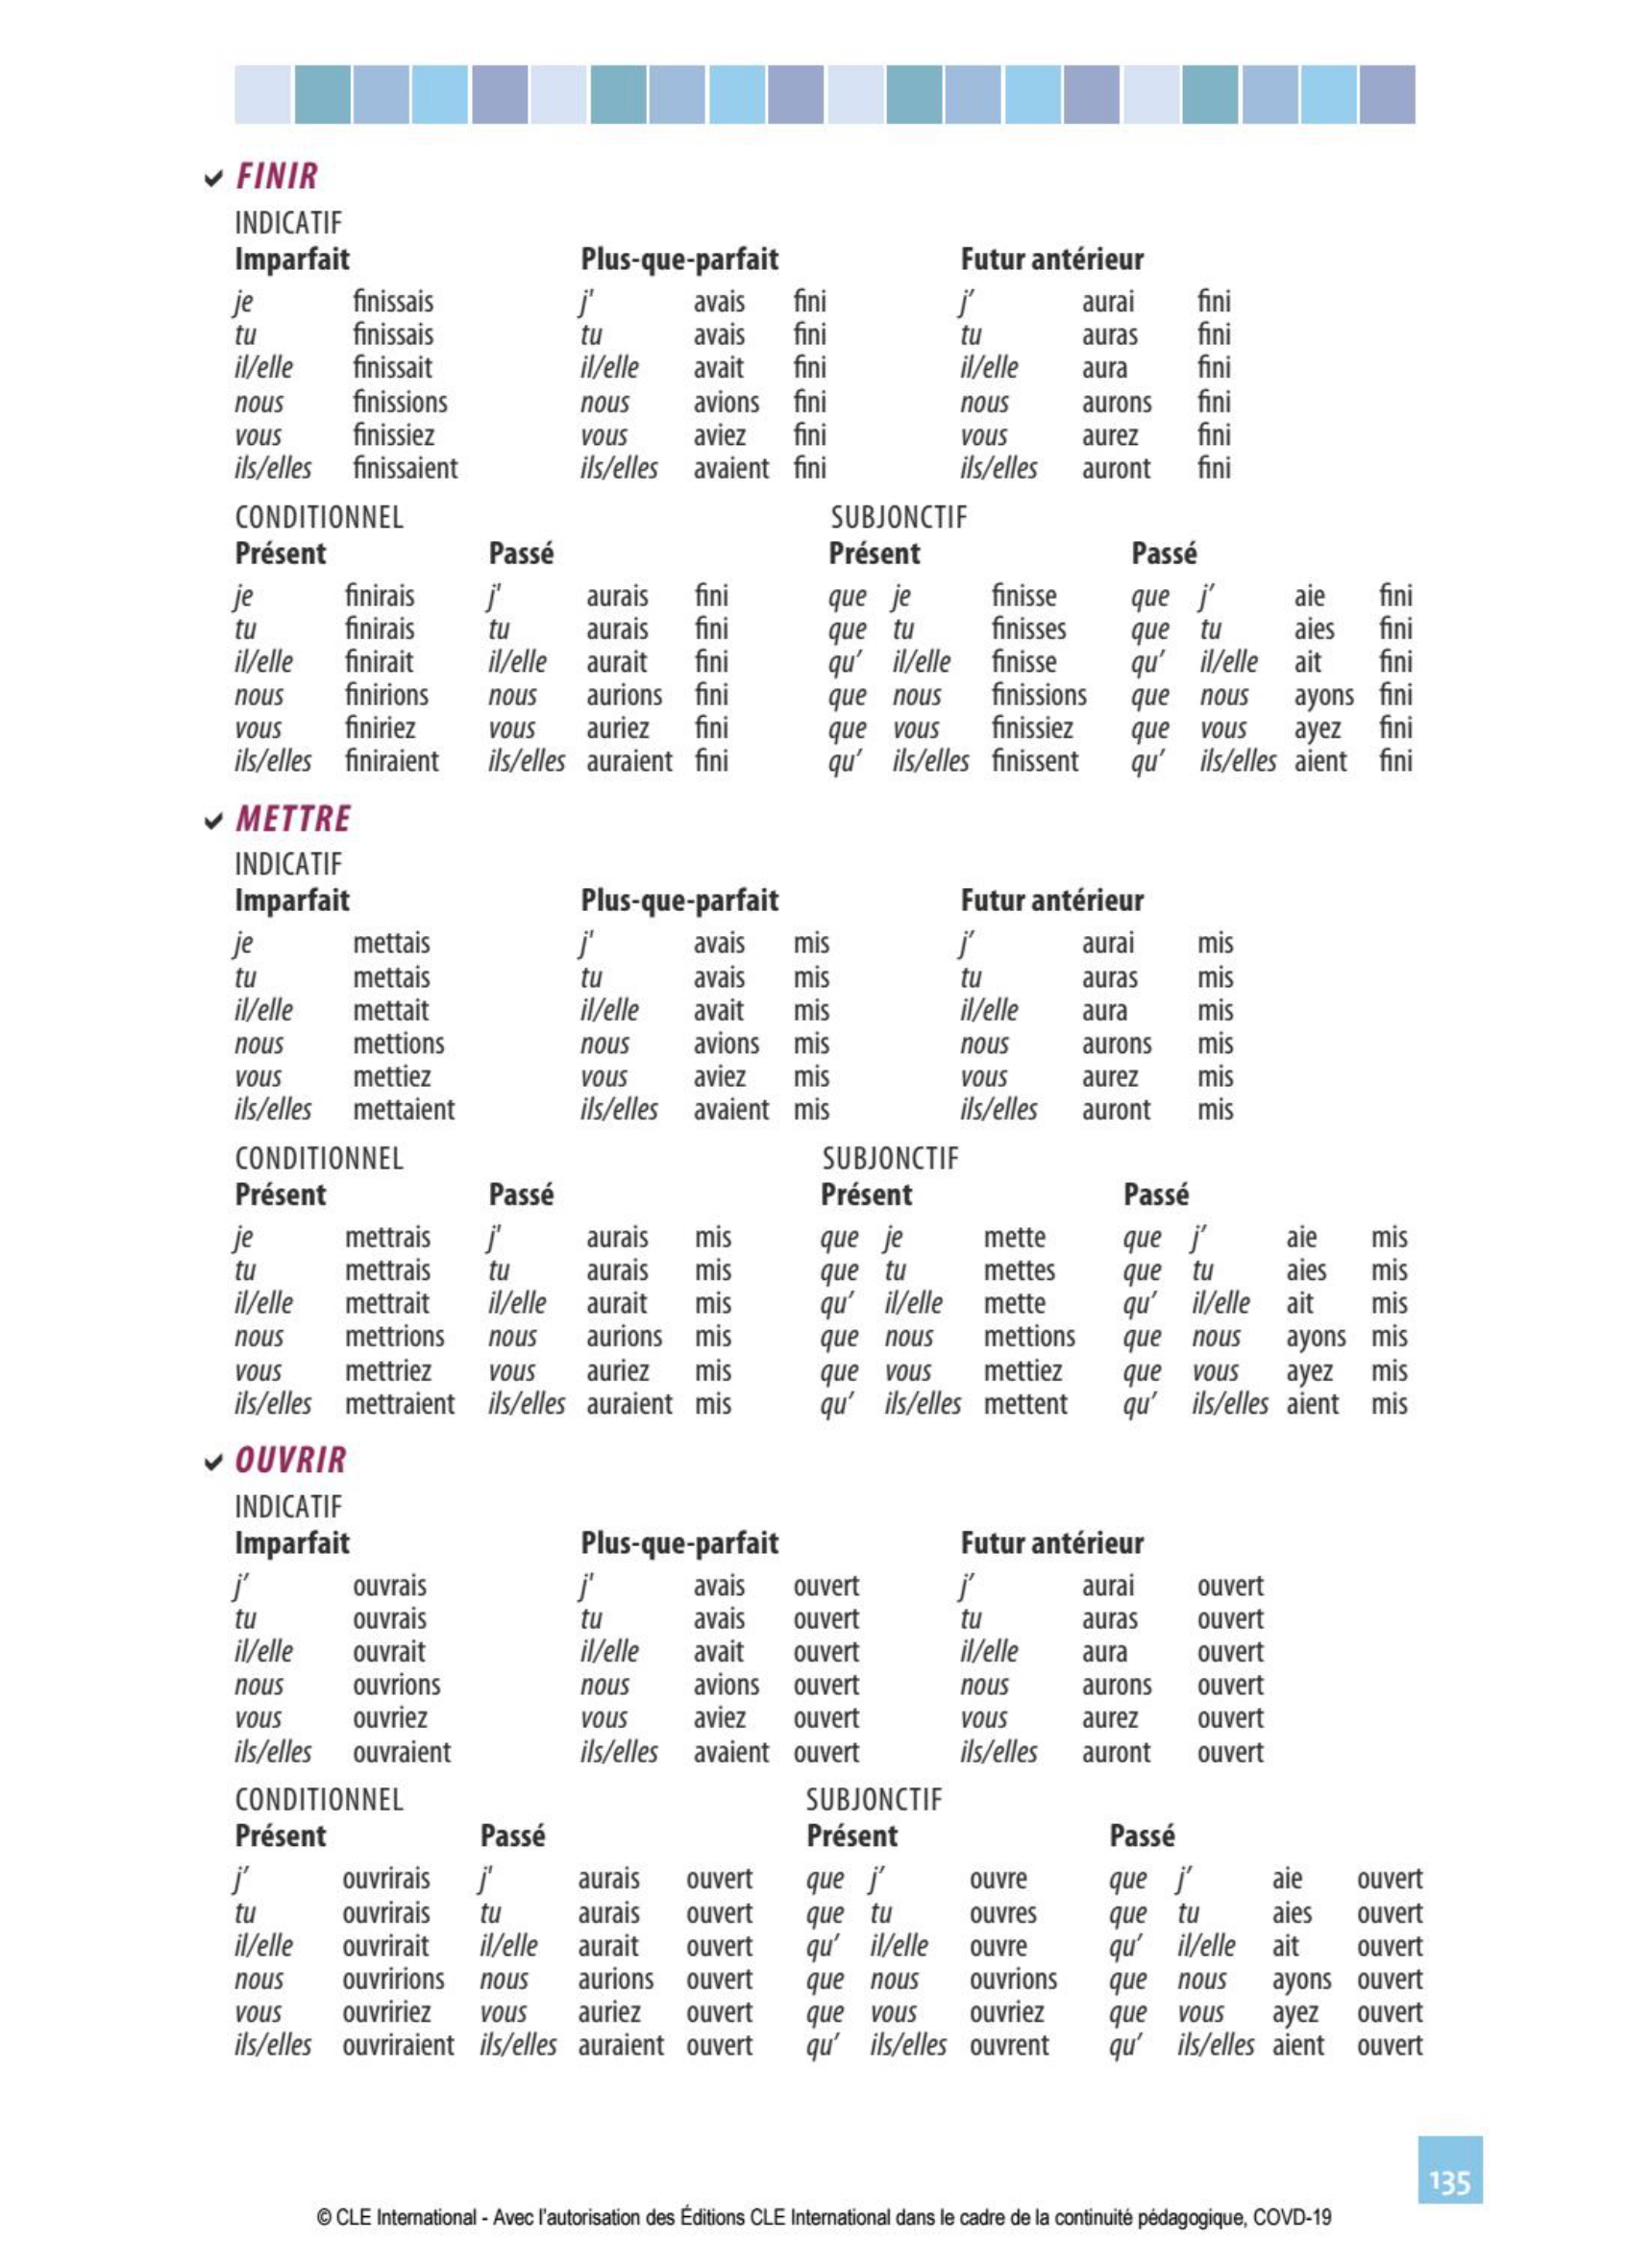 FINIR
INDICATIF
Imparfait Plus-que-parfait Futur antérieur
je finissais j' avais fini j’ aurai fini
tu finissais tu avais fini tu auras fini
il/elle finissait il/elle avait fini il/elle aura fini
nous finissions nous avions fini nous aurons fini
vous finissiez vous aviez fini vous aurez fini
ils/elles finissaient ils/elles avaient fini ils/elles auront fini
CONDITIONNEL SUBJONCTIF
Présent Passé Présent Passé
je finirais j' aurais fini que je finisse que j’ aie fini
tu finirais tu aurais fini que tu finisses que tu aies fini
il/elle finirait il/elle aurait fini qu’ il/elle finisse qu’ il/elle ait fini
nous finirions nous aurions fini que nous finissions que nous ayons fini
vous finiriez vous auriez fini que vous finissiez que vous ayez fini
ils/elles finiraient ils/elles auraient fini qu’ ils/elles finissent qu’ ils/elles aient fini
METTRE
INDICATIF
Imparfait Plus-que-parfait Futur antérieur
je mettais j' avais mis j’ aurai mis
tu mettais tu avais mis tu auras mis
il/elle mettait il/elle avait mis il/elle aura mis
nous mettions nous avions mis nous aurons mis
vous mettiez vous aviez mis vous aurez mis
ils/elles mettaient ils/elles avaient mis ils/elles auront mis
CONDITIONNEL SUBJONCTIF
Présent Passé Présent Passé
je mettrais j' aurais mis que je mette que j’ aie mis
tu mettrais tu aurais mis que tu mettes que tu aies mis
il/elle mettrait il/elle aurait mis qu’ il/elle mette qu’ il/elle ait mis
nous mettrions nous aurions mis que nous mettions que nous ayons mis
vous mettriez vous auriez mis que vous mettiez que vous ayez mis
ils/elles mettraient ils/elles auraient mis qu’ ils/elles mettent qu’ ils/elles aient mis
OUVRIR
INDICATIF
Imparfait Plus-que-parfait Futur antérieur
j’ ouvrais j' avais ouvert j’ aurai ouvert
tu ouvrais tu avais ouvert tu auras ouvert
il/elle ouvrait il/elle avait ouvert il/elle aura ouvert
nous ouvrions nous avions ouvert nous aurons ouvert
vous ouvriez vous aviez ouvert vous aurez ouvert
ils/elles ouvraient ils/elles avaient ouvert ils/elles auront ouvert
CONDITIONNEL SUBJONCTIF
Présent Passé Présent Passé
j’ ouvrirais j' aurais ouvert que j’ ouvre que j’ aie ouvert
tu ouvrirais tu aurais ouvert que tu ouvres que tu aies ouvert
il/elle ouvrirait il/elle aurait ouvert qu’ il/elle ouvre qu’ il/elle ait ouvert
nous ouvririons nous aurions ouvert que nous ouvrions que nous ayons ouvert
vous ouvririez vous auriez ouvert que vous ouvriez que vous ayez ouvert
ils/elles ouvriraient ils/elles auraient ouvert qu’ ils/elles ouvrent qu’ ils/elles aient ouvert
135
© CLE International - Avec l'autorisation des Éditions CLE International dans le cadre de la continuité pédagogique, COVD-19